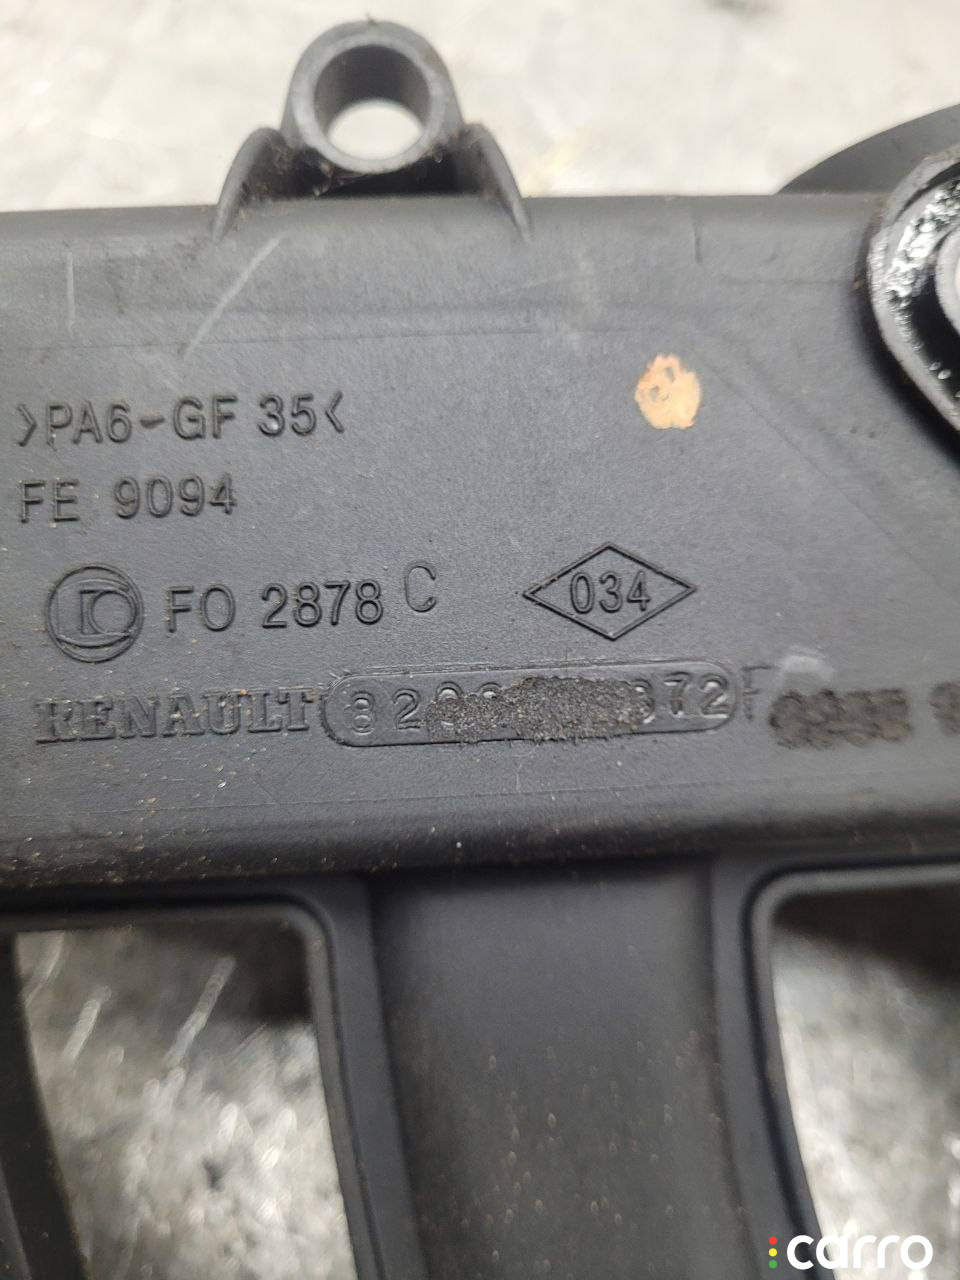 >PA6-GF 35<
FE 9094
FO 2878 C
034
RENAULT
carro